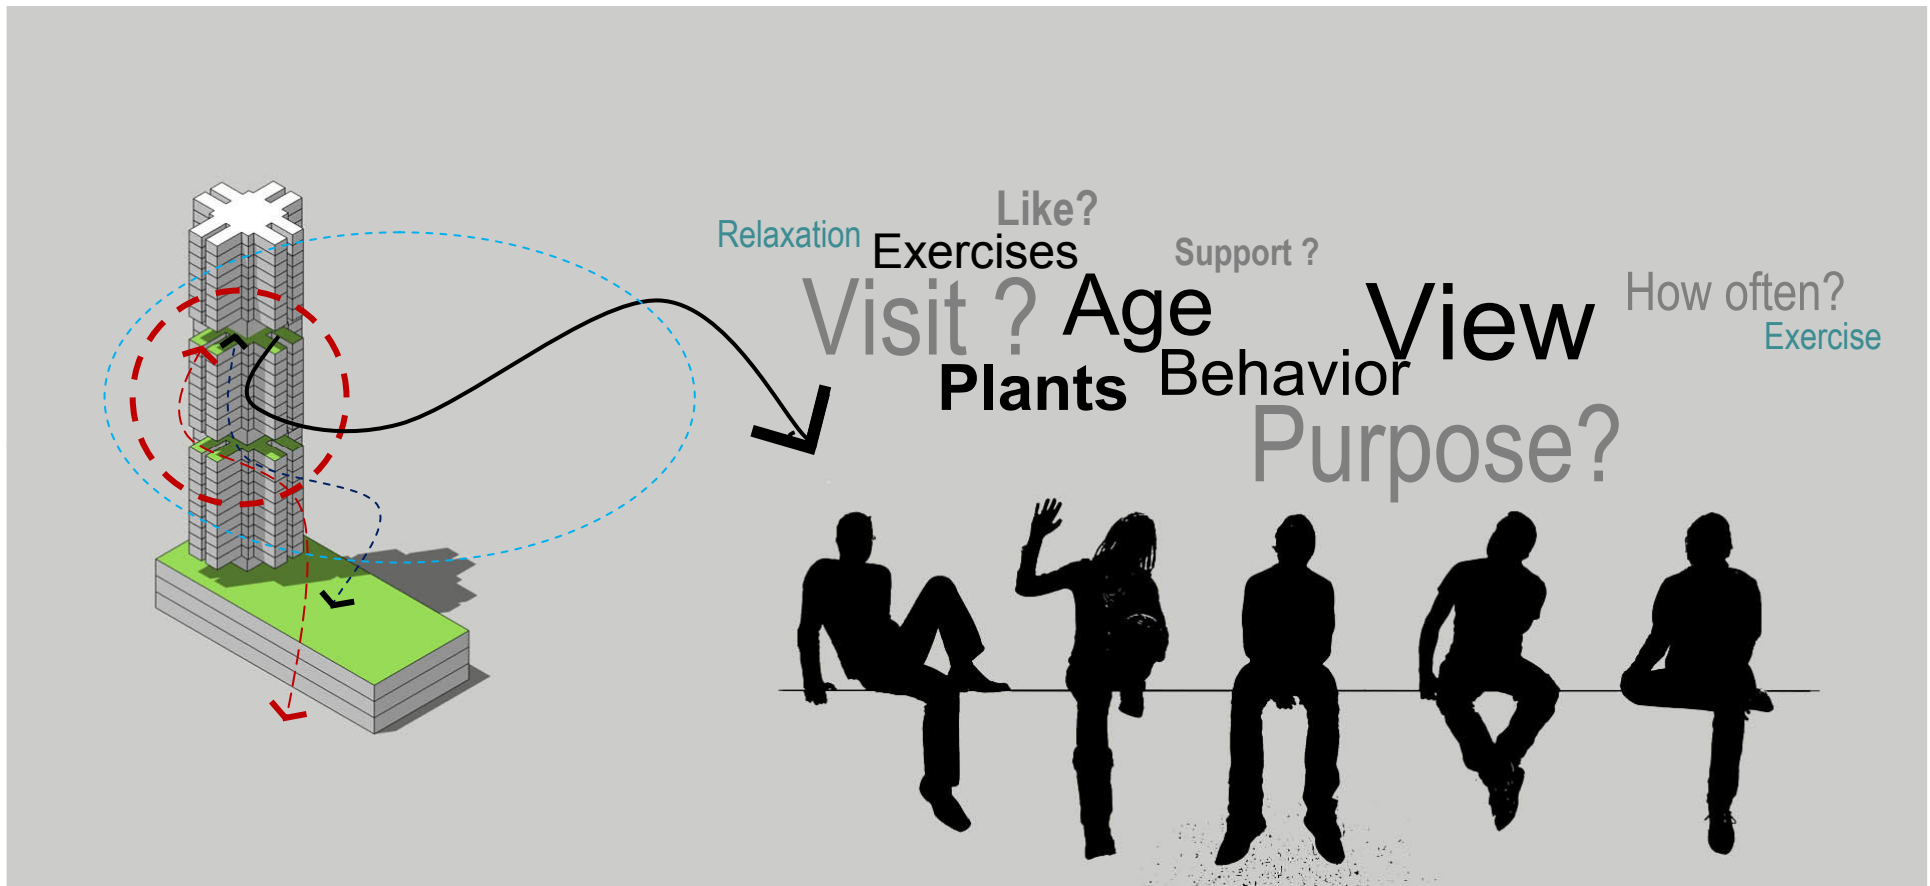 Like?
Relaxation
Exercises
Support ?
Visit ?
Age
View
How often?
Exercise
Plants
Behavior
Purpose?